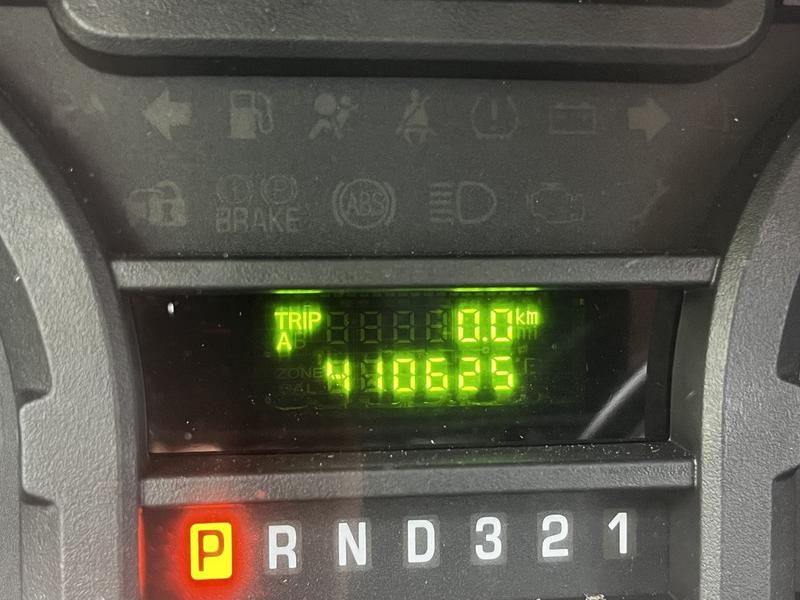 BRAKE
ABS
TRIP 0.0 km
A
410625
P R N D 3 2 1